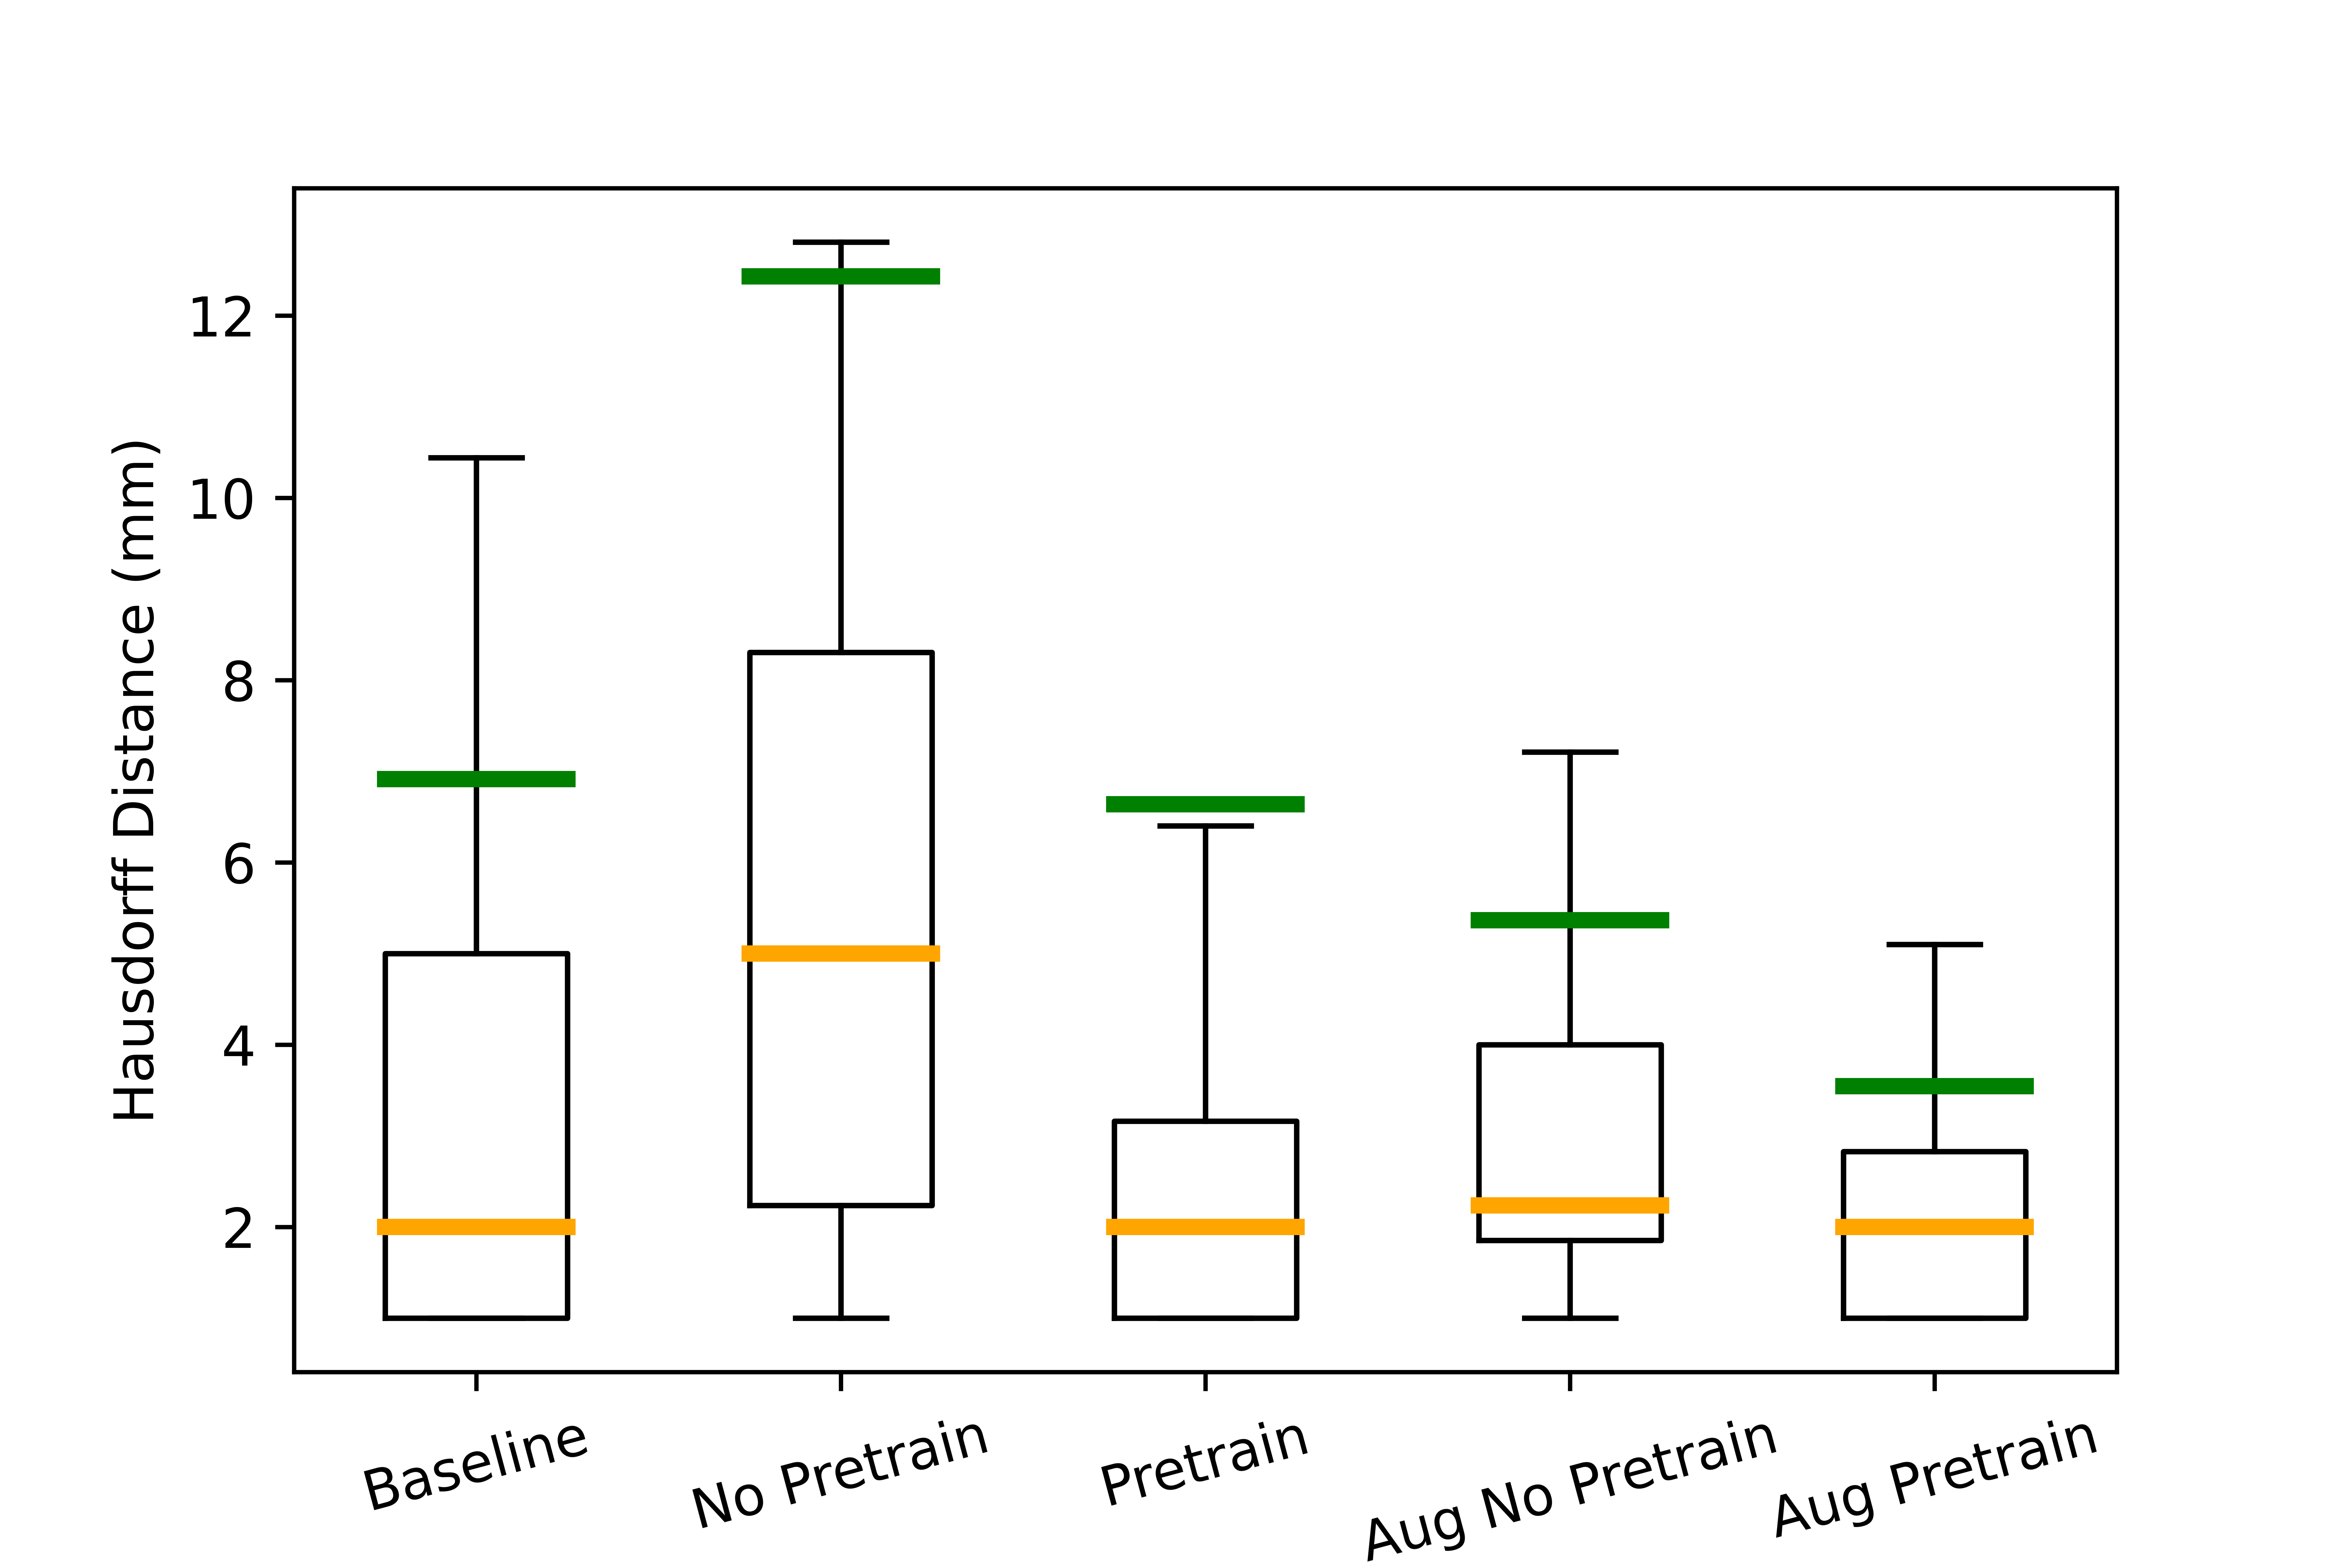 Hausdorff Distance (mm)
12
10
8
6
4
2
Baseline
No Pretrain
Pretrain
Aug No Pretrain
Aug Pretrain